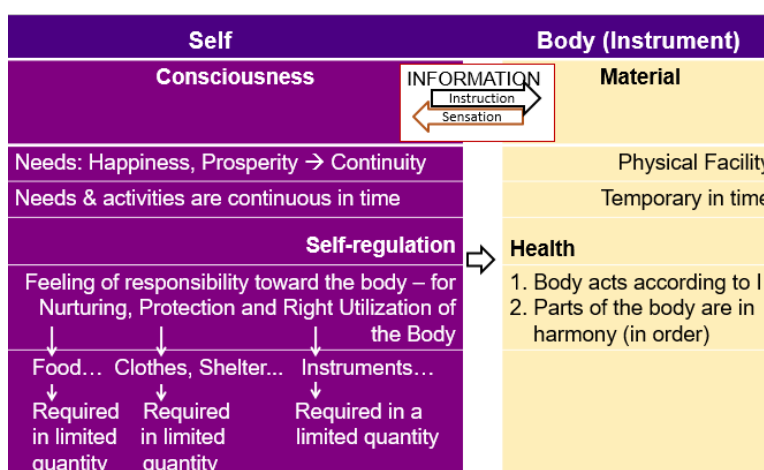 Self
Body (Instrument)
Consciousness
INFORMATION
Instruction
Sensation
Material
Needs: Happiness, Prosperity → Continuity
Physical Facility
Needs & activities are continuous in time
Temporary in time
Self-regulation
Health
Feeling of responsibility toward the body – for
Nurturing, Protection and Right Utilization of
the Body
1. Body acts according to I
2. Parts of the body are in
harmony (in order)
Food… Clothes, Shelter... Instruments…
Required
in limited
quantity
Required
in limited
quantity
Required in a
limited quantity